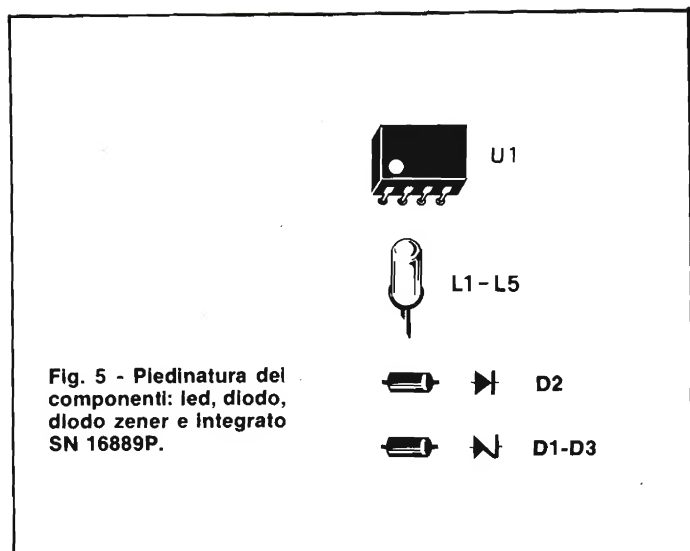 U1
L1-L5
Fig. 5 - Piedinatura dei
componenti: led, diodo,
diodo zener e integrato
SN 16889P.
D2
D1-D3